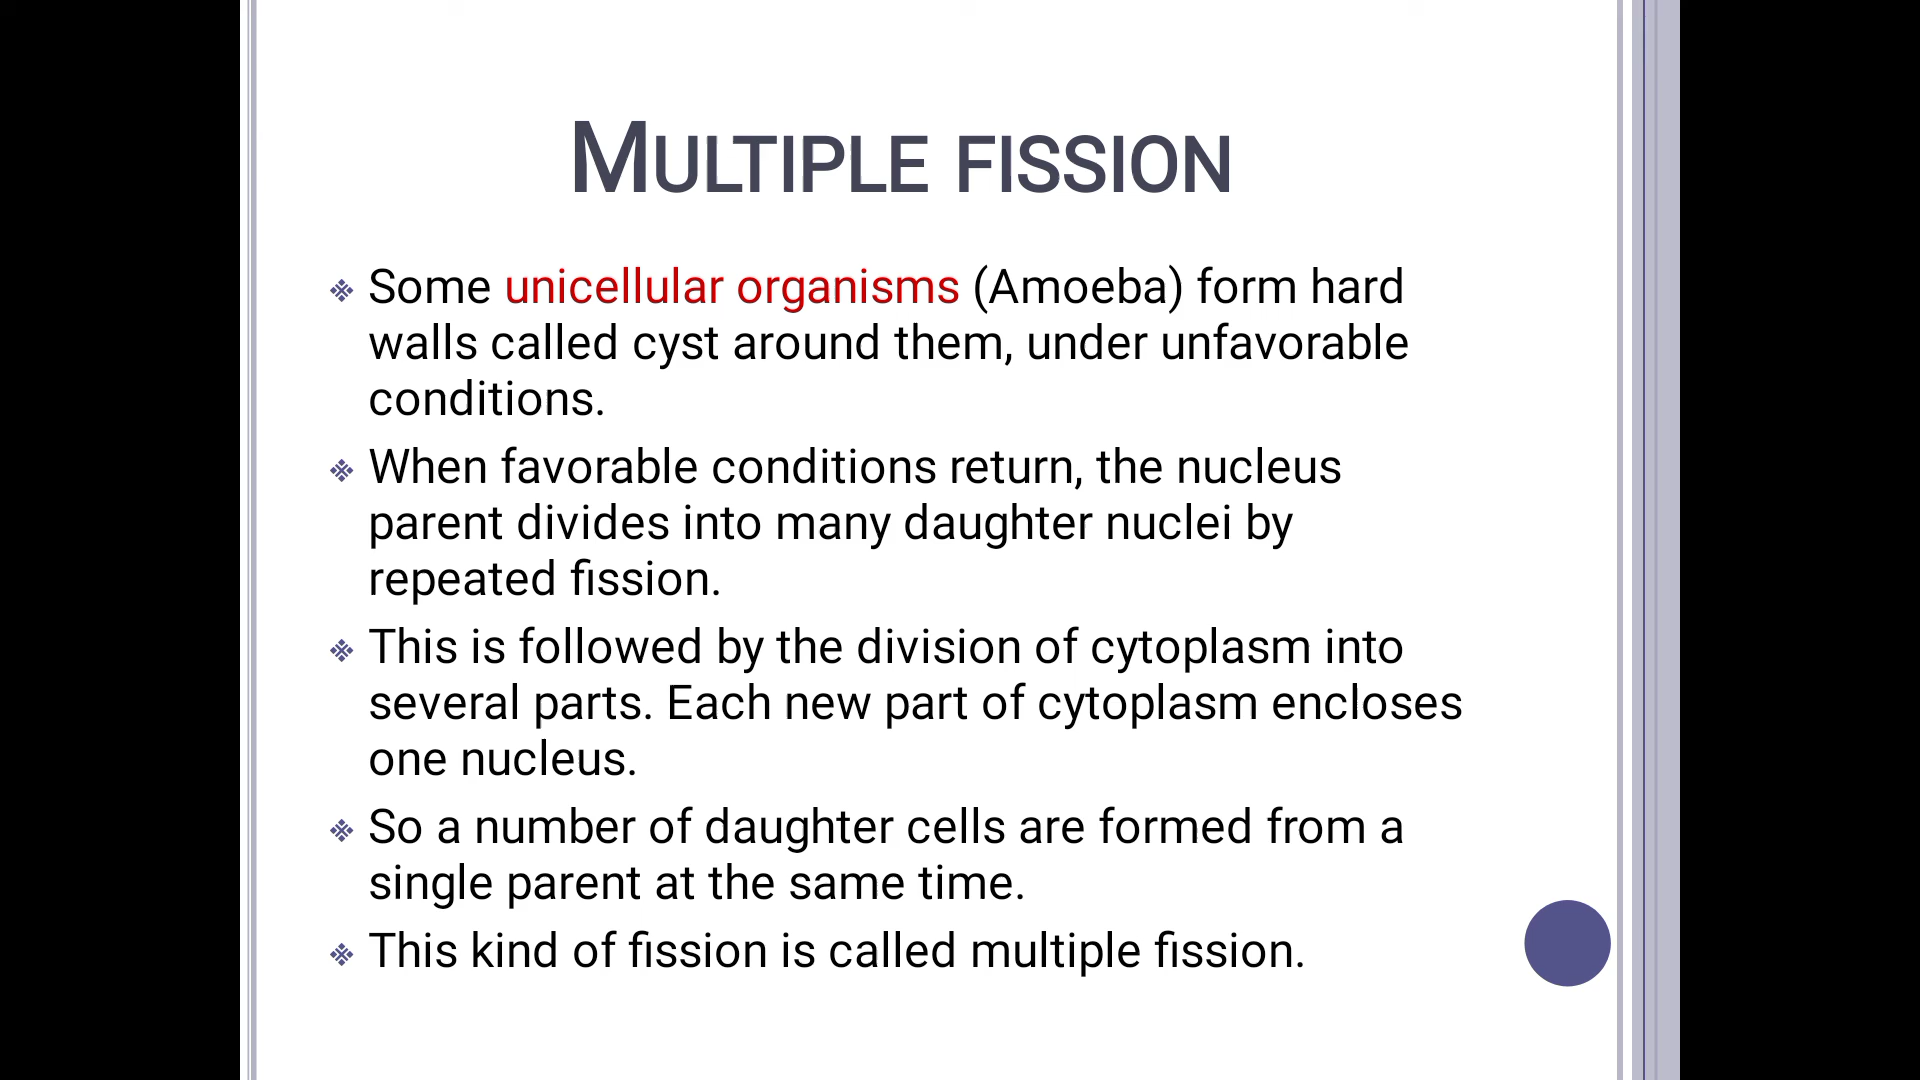 MULTIPLE FISSION
Some unicellular organisms (Amoeba) form hard
walls called cyst around them, under unfavorable
conditions.
When favorable conditions return, the nucleus
parent divides into many daughter nuclei by
repeated fission.
This is followed by the division of cytoplasm into
several parts. Each new part of cytoplasm encloses
one nucleus.
So a number of daughter cells are formed from a
single parent at the same time.
This kind of fission is called multiple fission.